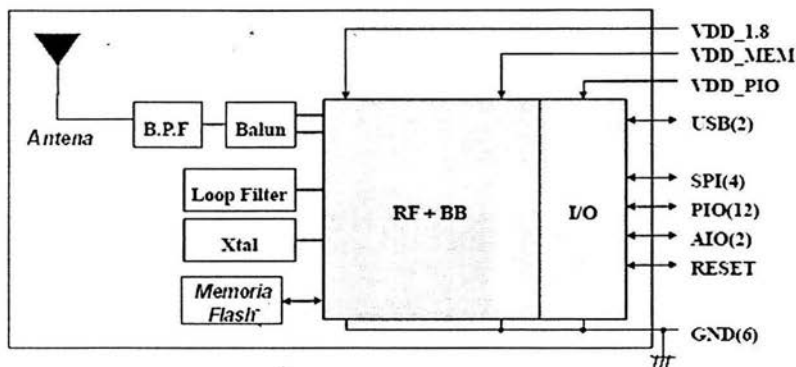 VDD_1.8
VDD_MEM
VDD_PIO
Antena
B.P.F
Balun
USB(2)
Loop Filter
SPI(4)
RF + BB
I/O
PIO(12)
Xtal
AIO(2)
RESET
Memoria
Flash
GND(6)